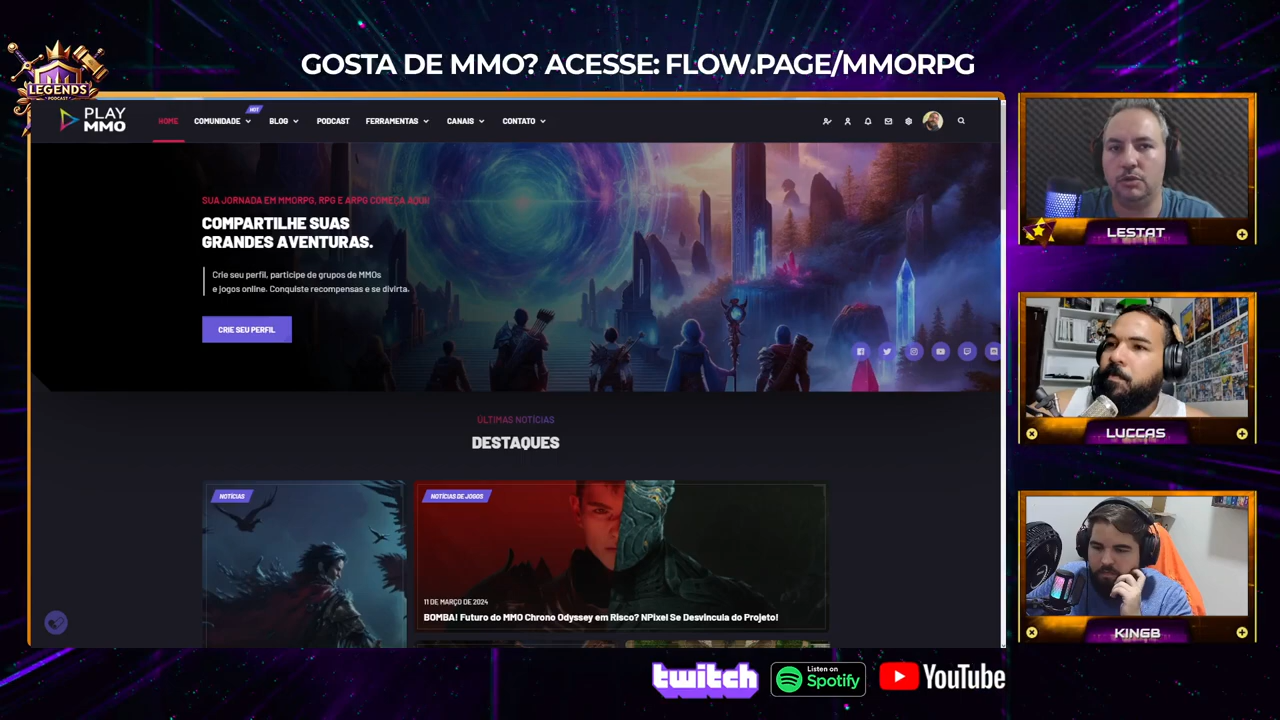 GOSTA DE MMO? ACESSE: FLOW.PAGE/MMORPG
LEGENDS
PODCAST
PLAY
MMO
HOME
COMUNIDADE
HOT
BLOG
PODCAST
FERRAMENTAS
CANAIS
CONTATO
SUA JORNADA EM MMORPG, RPG E ARPG COMEÇA AQUI!
COMPARTILHE SUAS
GRANDES AVENTURAS.
Crie seu perfil, participe de grupos de MMOs
e jogos online. Conquiste recompensas e se divirta.
CRIE SEU PERFIL
ÚLTIMAS NOTÍCIAS
DESTAQUES
NOTÍCIAS
NOTÍCIAS DE JOGOS
11 DE MARÇO DE 2024
BOMBA! Futuro do MMO Chrono Odyssey em Risco? NPixel Se Desvincula do Projeto!
LESTAT
LUCCAS
KINGB
twitch
Listen on
Spotify
YouTube